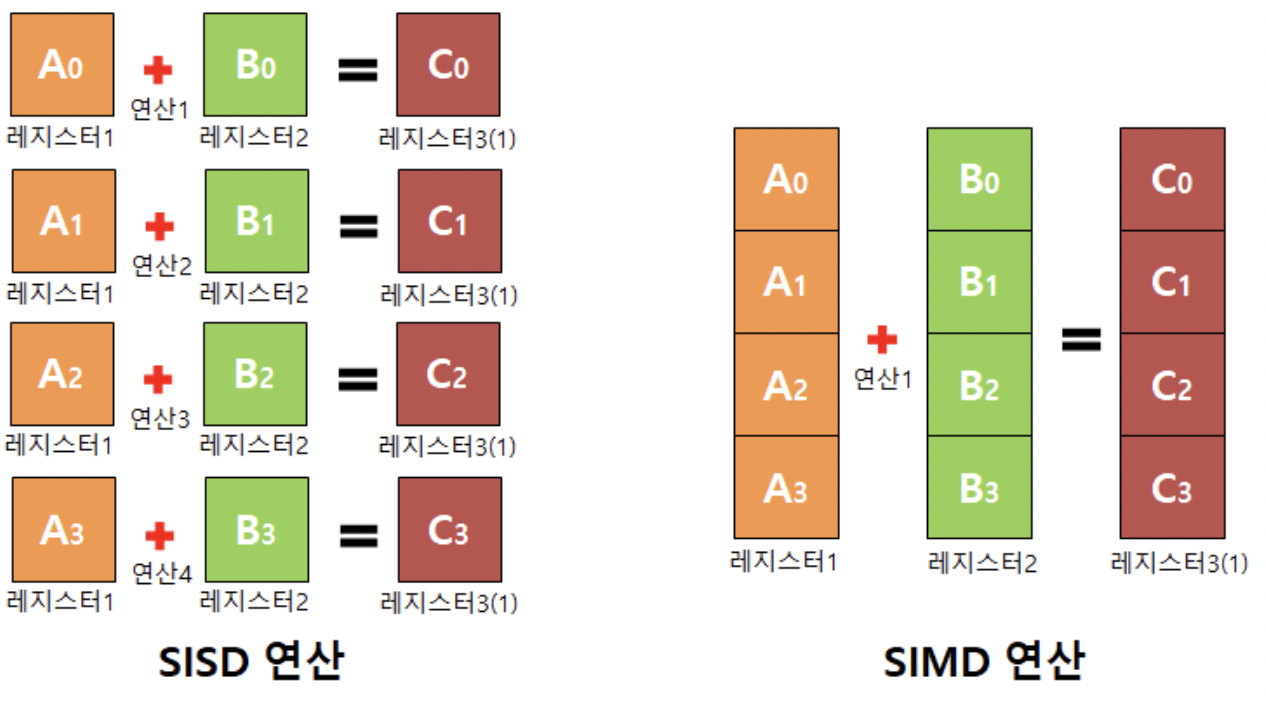 A0 + B0 = C0
연산1
레지스터1 레지스터2 레지스터3(1)
A1 + B1 = C1
연산2
레지스터1 레지스터2 레지스터3(1)
A2 + B2 = C2
연산3
레지스터1 레지스터2 레지스터3(1)
A3 + B3 = C3
연산4
레지스터1 레지스터2 레지스터3(1)
SISD 연산
A0 B0 C0
A1 B1 C1
+ =
연산1
A2 B2 C2
A3 B3 C3
레지스터1 레지스터2 레지스터3(1)
SIMD 연산